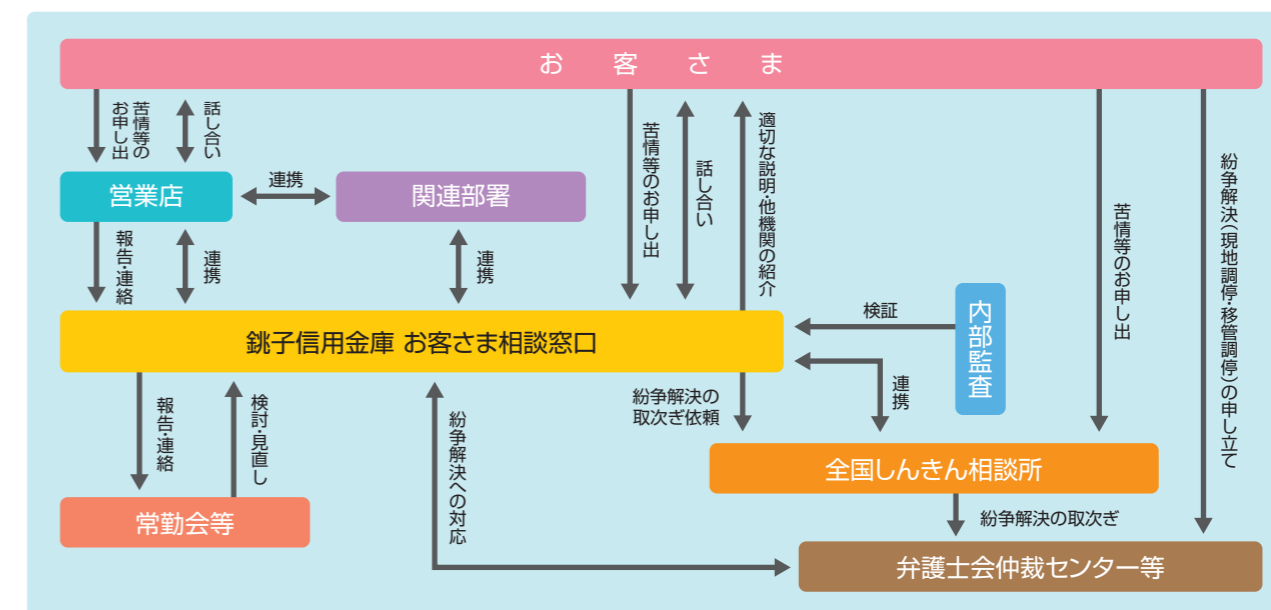 お客さま
苦情等の
お申し出
話し合い
苦情等のお申し出
話し合い
適切な説明・他機関の紹介
苦情等のお申し出
紛争解決(現地調停・移管調停)の申し立て
営業店
連携
関連部署
報告・連絡
連携
連携
銚子信用金庫 お客さま相談窓口
検証
内部監査
報告・連絡
検討・見直し
紛争解決への対応
紛争解決の
取次ぎ依頼
連携
全国しんきん相談所
常勤会等
紛争解決の取次ぎ
弁護士会仲裁センター等